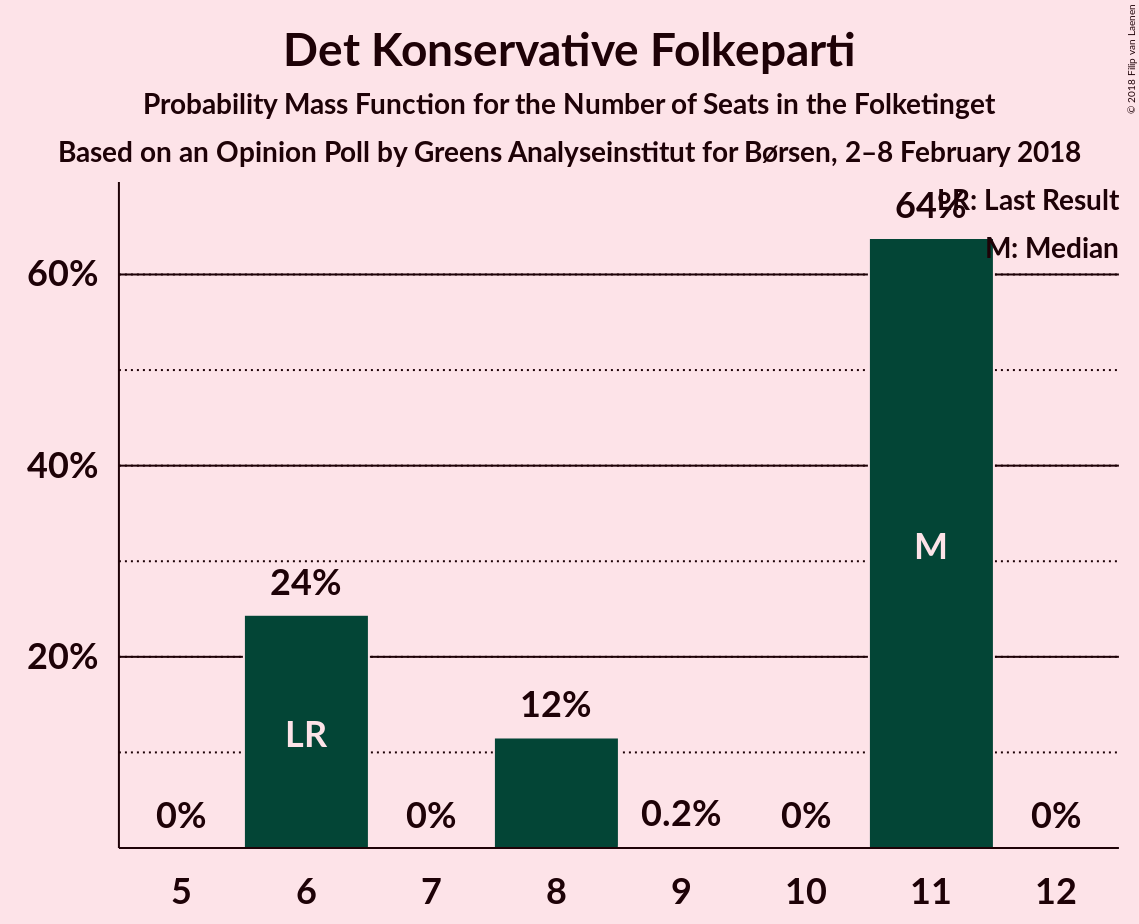 Det Konservative Folkeparti
Probability Mass Function for the Number of Seats in the Folketinget
Based on an Opinion Poll by Greens Analyseinstitut for Børsen, 2–8 February 2018
© 2018 Filip van Laenen
LR: Last Result
M: Median
64%
60%
40%
M
24%
20%
12%
LR
0%
0%
0.2%
0%
0%
5 6 7 8 9 10 11 12